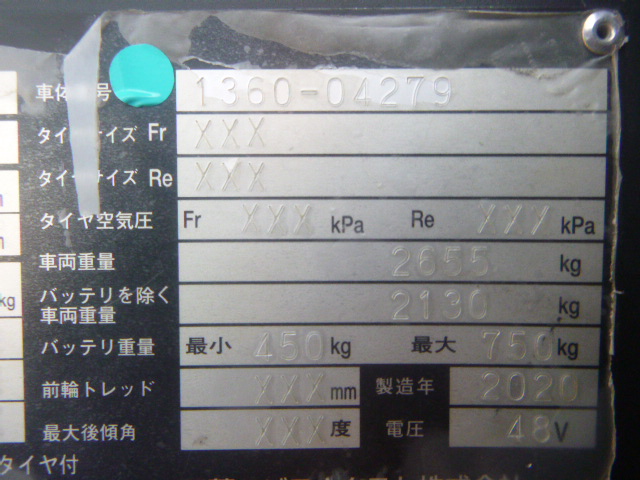 車体 号 1360-04279
タイ サイズ Fr XXX
タイ サイズ Re XXX
タイヤ空気圧 Fr XXX kPa Re XXX kPa
車両重量 2655 kg
バッテリを除く
車両重量 2130 kg
kg
バッテリ重量 最小 450 kg 最大 750 kg
前輪トレッド XXX mm 製造年 2020
最大後傾角 XXX 度 電圧 48 V
タイヤ付